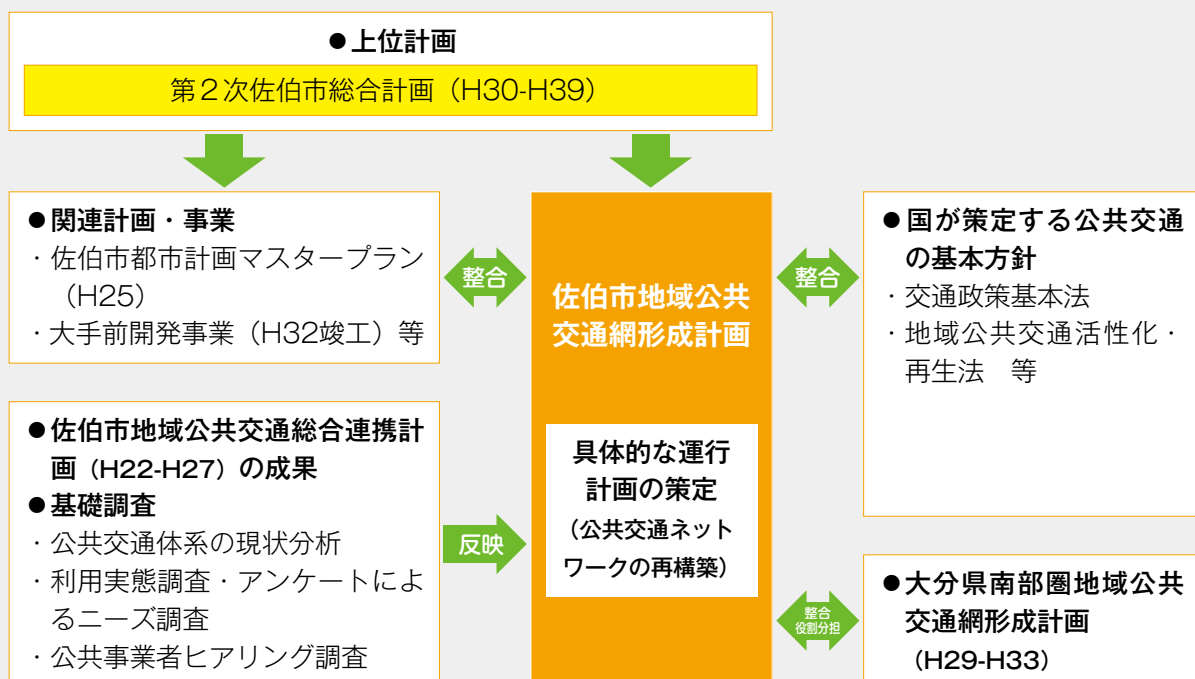 ●上位計画
第２次佐伯市総合計画（H30-H39）
●関連計画・事業
・佐伯市都市計画マスタープラン
（H25）
・大手前開発事業（H32竣工）等
整合
佐伯市地域公共
交通網形成計画
整合
●国が策定する公共交通
の基本方針
・交通政策基本法
・地域公共交通活性化・
再生法　等
●佐伯市地域公共交通総合連携計
画（H22-H27）の成果
●基礎調査
・公共交通体系の現状分析
・利用実態調査・アンケートによ
るニーズ調査
・公共事業者ヒアリング調査
反映
具体的な運行
計画の策定
（公共交通ネット
ワークの再構築）
整合
役割分担
●大分県南部圏地域公共
交通網形成計画
（H29-H33）